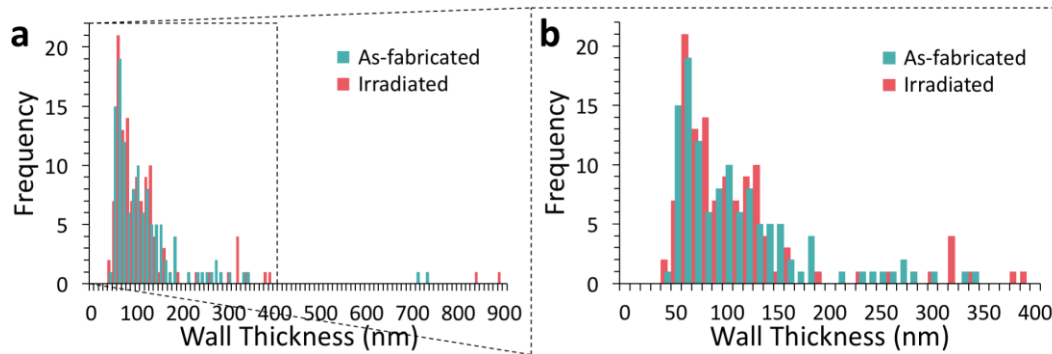 a
As-fabricated
Irradiated
Frequency
20
15
10
5
0
0 100 200 300 400 500 600 700 800 900
Wall Thickness (nm)
b
As-fabricated
Irradiated
Frequency
20
15
10
5
0
0 50 100 150 200 250 300 350 400
Wall Thickness (nm)